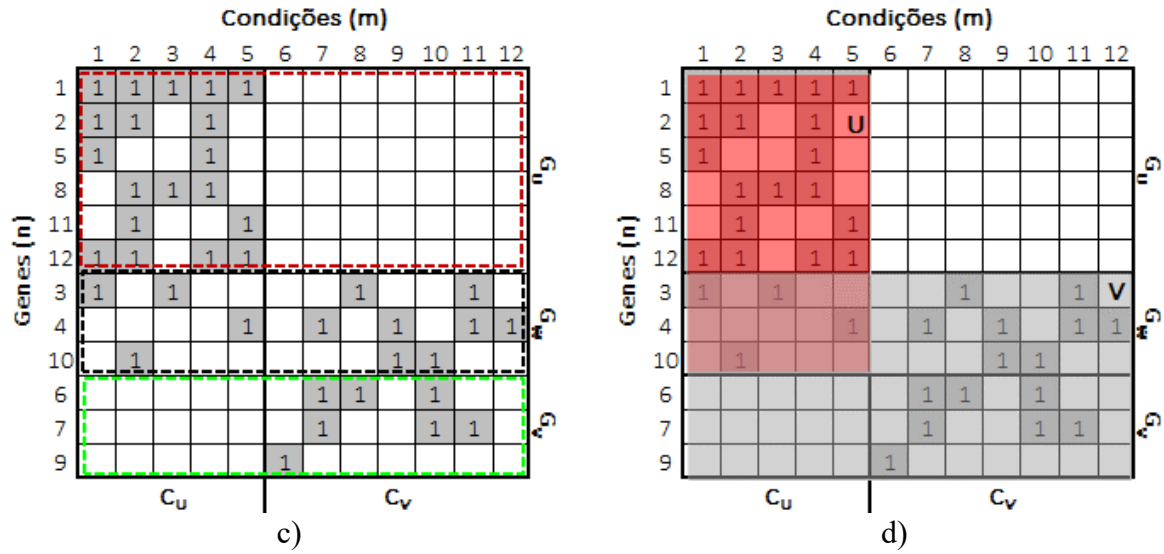 Condições (m)
1 2 3 4 5 6 7 8 9 10 11 12
Genes (n)
1 1 1 1 1 1
2 1 1 1
5 1 1
8 1 1 1
11 1 1
12 1 1 1 1
3 1 1 1 1
4 1 1 1 1 1
10 1 1 1
6 1 1 1
7 1 1 1
9 1
Gu
Gv
CU CV
c)
Condições (m)
1 2 3 4 5 6 7 8 9 10 11 12
Genes (n)
1 1 1 1 1 1
2 1 1 1 U
5 1 1
8 1 1 1
11 1 1
12 1 1 1 1
3 1 1 1 1 V
4 1 1 1 1 1
10 1 1 1
6 1 1 1
7 1 1 1
9 1
Gu
Gv
CU CV
d)